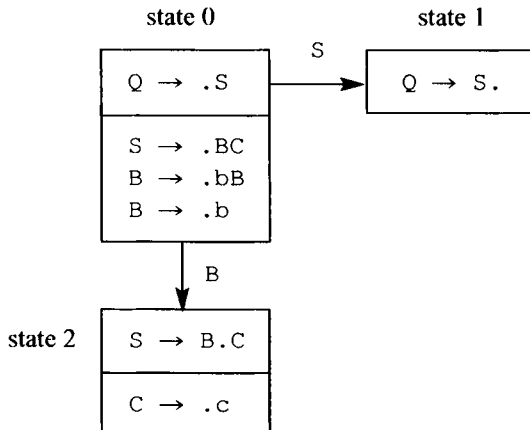 state 0
state 1
Q → .S
S
Q → S.
S → .BC
B → .bB
B → .b
B
state 2
S → B.C
C → .c